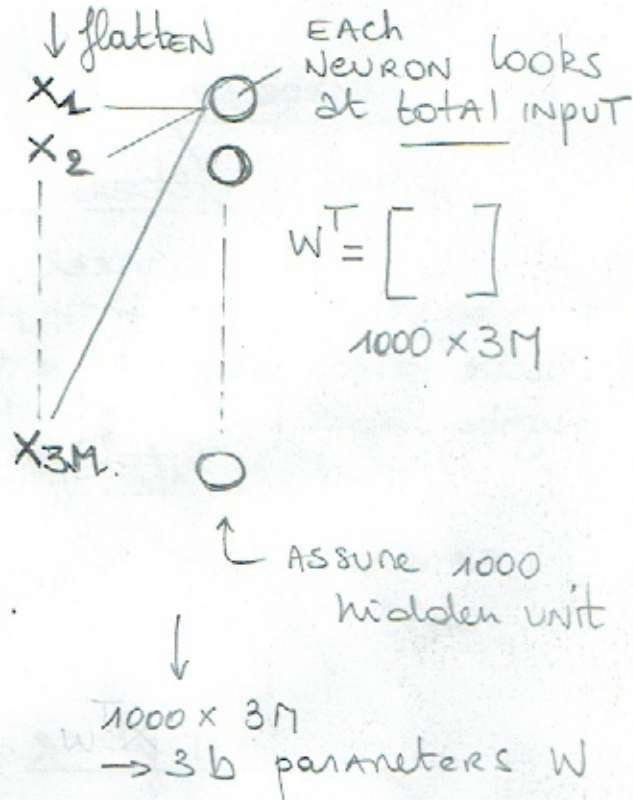 ↓ flatten
EACH
NEURON looks
at total INPUT
X1
X2
W^T = [ ]
1000 × 3M
X3M.
Assume 1000
hidden unit
1000 × 3M
→ 3b parameters W